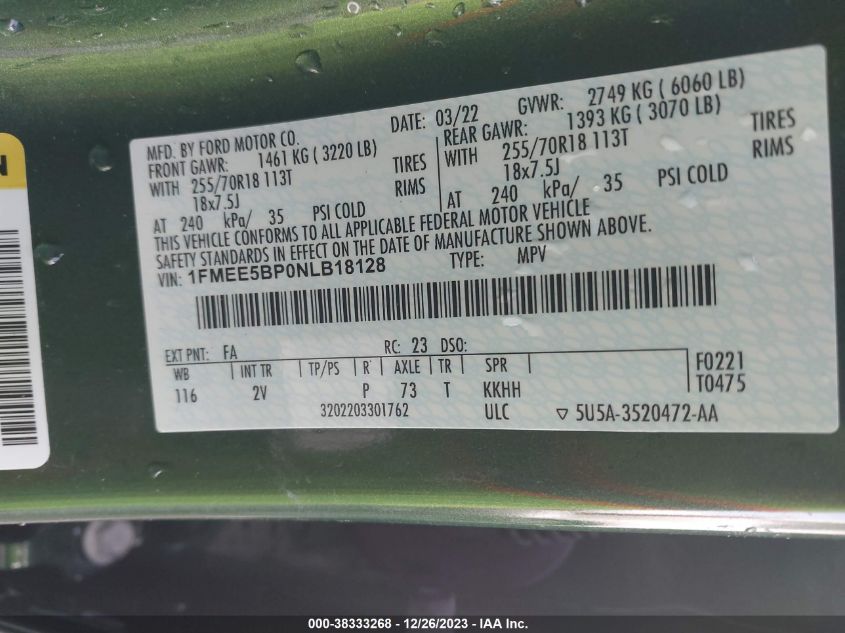 MFD. BY FORD MOTOR CO.
DATE: 03/22 GVWR: 2749 KG ( 6060 LB)
FRONT GAWR: 1461 KG ( 3220 LB)
REAR GAWR: 1393 KG ( 3070 LB)
WITH 255/70R18 113T TIRES
WITH 255/70R18 113T TIRES
18x7.5J RIMS
18x7.5J RIMS
AT 240 kPa/ 35 PSI COLD
AT 240 kPa/ 35 PSI COLD
THIS VEHICLE CONFORMS TO ALL APPLICABLE FEDERAL MOTOR VEHICLE
SAFETY STANDARDS IN EFFECT ON THE DATE OF MANUFACTURE SHOWN ABOVE.
VIN: 1FMEE5BP0NLB18128 TYPE: MPV
EXT PNT: FA RC: 23 DSO: F0221
WB INT TR TP/PS R AXLE TR SPR T0475
116 2V P 73 T KKHH
3202203301762 ULC 5U5A-3520472-AA
000-38333268 - 12/26/2023 - IAA Inc.